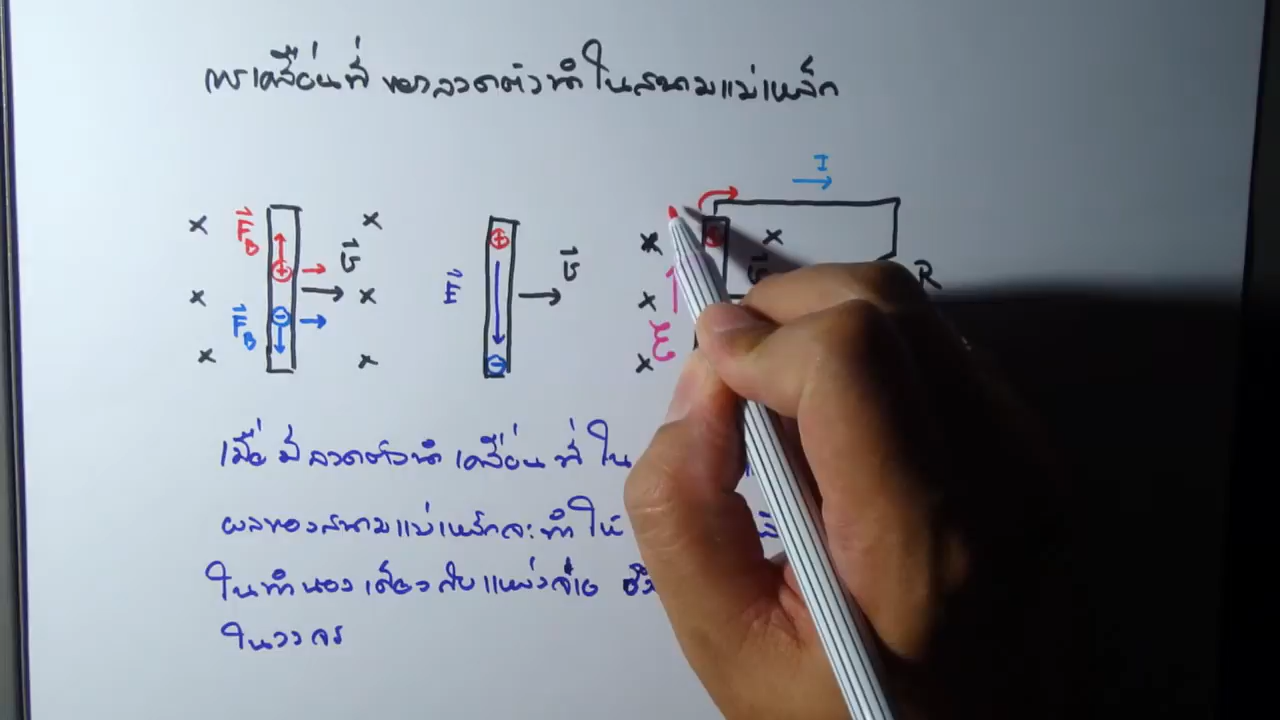 การเคลื่อนที่ ของลวดตัวนำ ในสนามแม่เหล็ก
I
F_B
v
E
v
v
R
F_B
ξ
เมื่อ มี ลวดตัวนำ เคลื่อน ที่ ใน
ผลของสนามแม่เหล็กจะทำ ให้
ในทำนอง เดียว กับ แหล่งจ่าย
ในวงจร